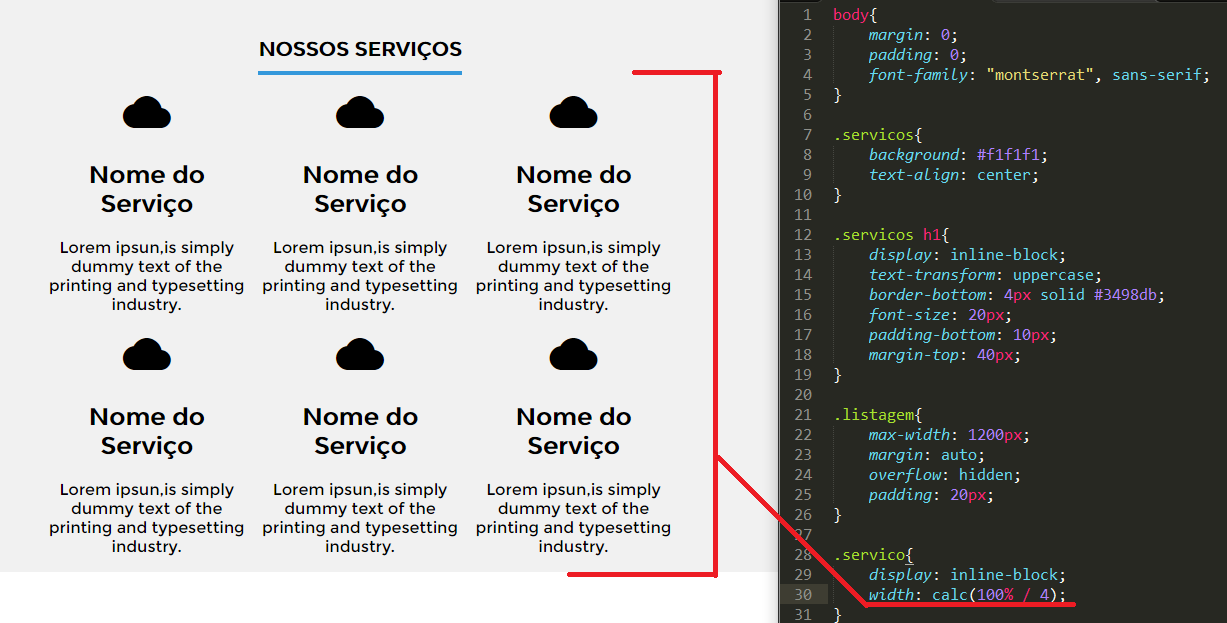 NOSSOS SERVIÇOS
Nome do
Serviço
Lorem ipsun,is simply
dummy text of the
printing and typesetting
industry.
Nome do
Serviço
Lorem ipsun,is simply
dummy text of the
printing and typesetting
industry.
Nome do
Serviço
Lorem ipsun,is simply
dummy text of the
printing and typesetting
industry.
Nome do
Serviço
Lorem ipsun,is simply
dummy text of the
printing and typesetting
industry.
Nome do
Serviço
Lorem ipsun,is simply
dummy text of the
printing and typesetting
industry.
Nome do
Serviço
Lorem ipsun,is simply
dummy text of the
printing and typesetting
industry.
1 body{
2 margin: 0;
3 padding: 0;
4 font-family: "montserrat", sans-serif;
5 }
6
7 .servicos{
8 background: #f1f1f1;
9 text-align: center;
10 }
11
12 .servicos h1{
13 display: inline-block;
14 text-transform: uppercase;
15 border-bottom: 4px solid #3498db;
16 font-size: 20px;
17 padding-bottom: 10px;
18 margin-top: 40px;
19 }
20
21 .listagem{
22 max-width: 1200px;
23 margin: auto;
24 overflow: hidden;
25 padding: 20px;
26 }
27
28 .servico{
29 display: inline-block;
30 width: calc(100% / 4);
31 }